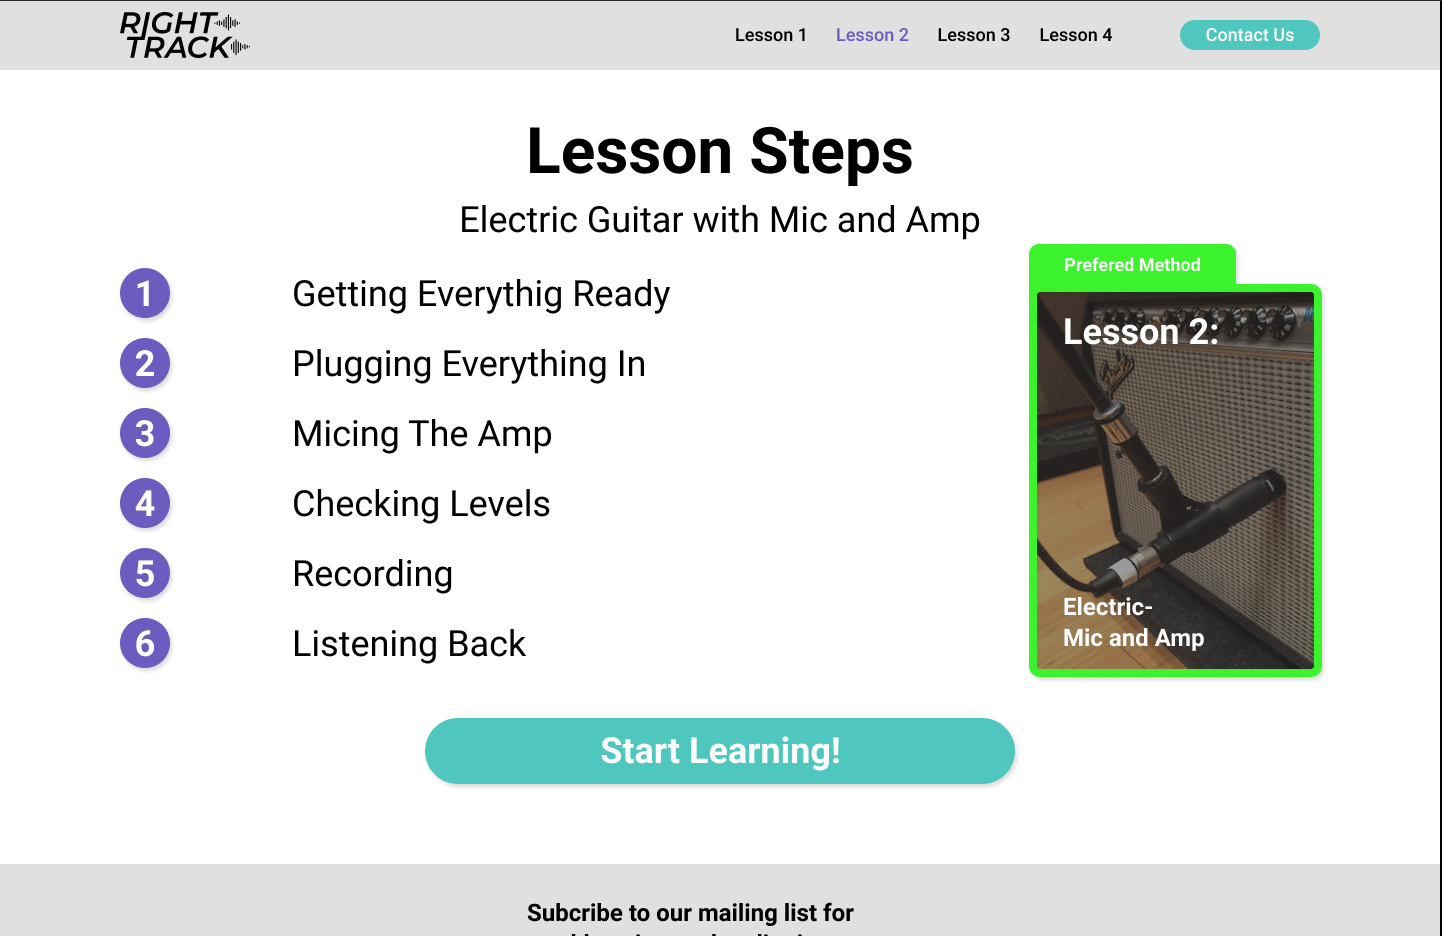 RIGHT
TRACK
Lesson 1 Lesson 2 Lesson 3 Lesson 4 Contact Us
Lesson Steps
Electric Guitar with Mic and Amp
1 Getting Everythig Ready
2 Plugging Everything In
3 Micing The Amp
4 Checking Levels
5 Recording
6 Listening Back
Prefered Method
Lesson 2:
Electric-
Mic and Amp
Start Learning!
Subcribe to our mailing list for